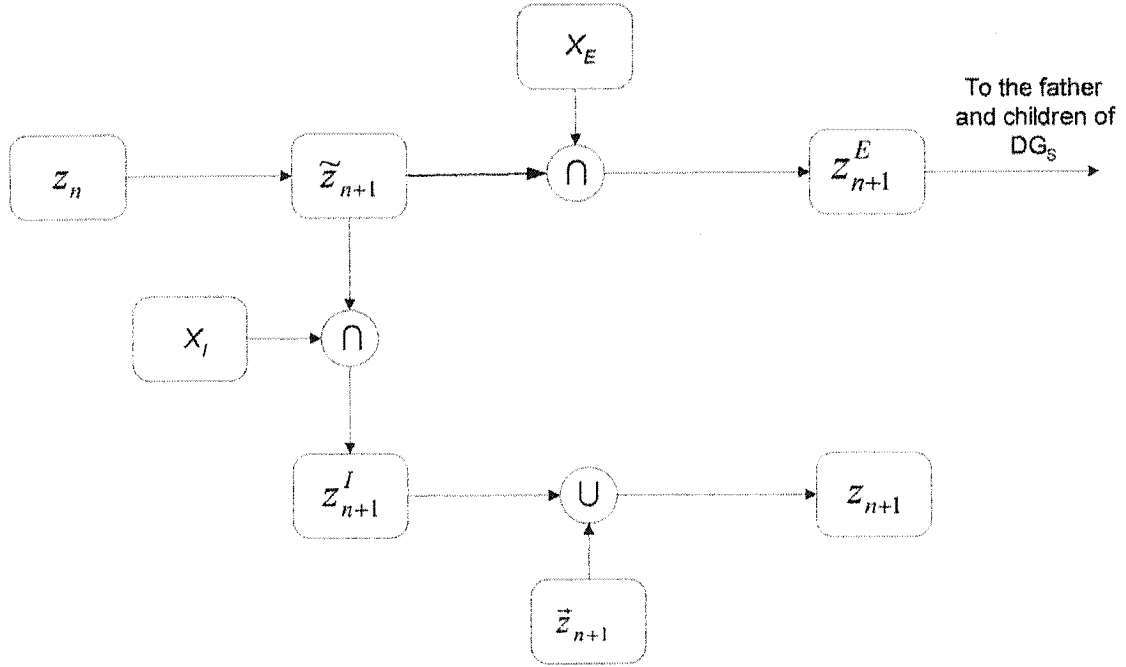 X_E
To the father
and children of
DG_S
z_n
z̃_{n+1}
∩
z^E_{n+1}
X_I
∩
z^I_{n+1}
∪
z_{n+1}
z⃗_{n+1}